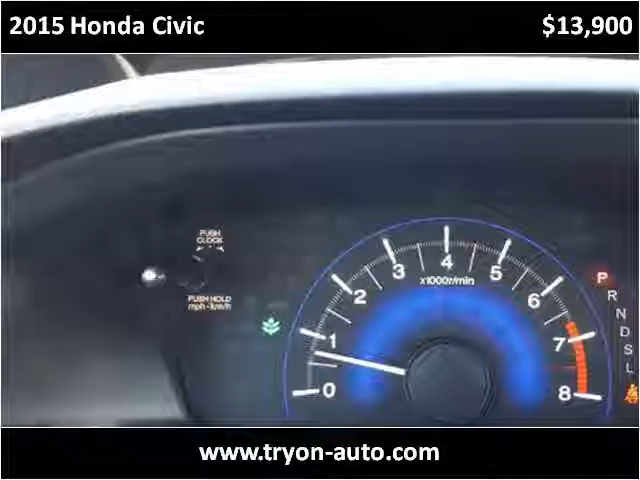 2015 Honda Civic $13,900
PUSH
CLOCK
PUSH HOLD
mph◦km/h
0
1
2
3
4
5
6
7
8
x1000r/min
P
R
N
D
S
L
www.tryon-auto.com